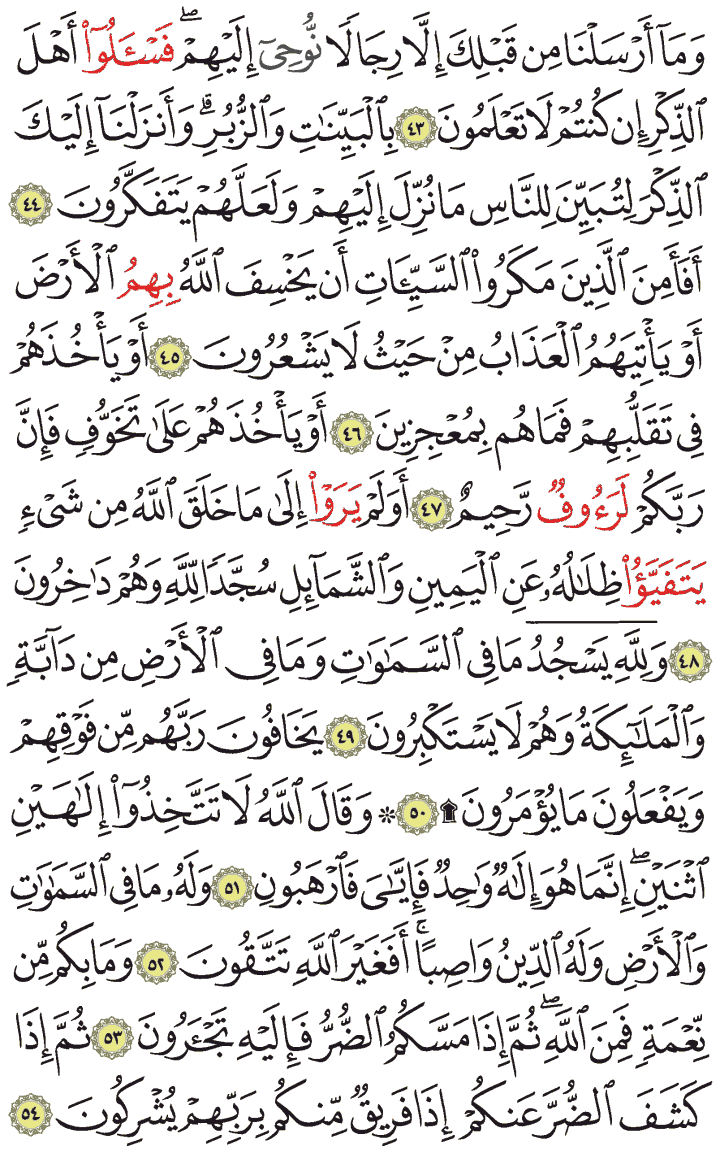 وَمَآ أَرْسَلْنَا مِن قَبْلِكَ إِلَّا رِجَالًا نُّوحِىٓ إِلَيْهِمْ ۖ فَسْـَٔلُوٓا۟ أَهْلَ
ٱلذِّكْرِ إِن كُنتُمْ لَا تَعْلَمُونَ ٤٣ بِٱلْبَيِّنَـٰتِ وَٱلزُّبُرِ ۗ وَأَنزَلْنَآ إِلَيْكَ
ٱلذِّكْرَ لِتُبَيِّنَ لِلنَّاسِ مَا نُزِّلَ إِلَيْهِمْ وَلَعَلَّهُمْ يَتَفَكَّرُونَ ٤٤
أَفَأَمِنَ ٱلَّذِينَ مَكَرُوا۟ ٱلسَّيِّـَٔاتِ أَن يَخْسِفَ ٱللَّهُ بِهِمُ ٱلْأَرْضَ
أَوْ يَأْتِيَهُمُ ٱلْعَذَابُ مِنْ حَيْثُ لَا يَشْعُرُونَ ٤٥ أَوْ يَأْخُذَهُمْ
فِى تَقَلُّبِهِمْ فَمَا هُم بِمُعْجِزِينَ ٤٦ أَوْ يَأْخُذَهُمْ عَلَىٰ تَخَوُّفٍ فَإِنَّ
رَبَّكُمْ لَرَءُوفٌ رَّحِيمٌ ٤٧ أَوَلَمْ يَرَوْا۟ إِلَىٰ مَا خَلَقَ ٱللَّهُ مِن شَىْءٍ
يَتَفَيَّؤُا۟ ظِلَـٰلُهُۥ عَنِ ٱلْيَمِينِ وَٱلشَّمَآئِلِ سُجَّدًا لِّلَّهِ وَهُمْ دَٰخِرُونَ
٤٨ وَلِلَّهِ يَسْجُدُ مَا فِى ٱلسَّمَـٰوَٰتِ وَمَا فِى ٱلْأَرْضِ مِن دَآبَّةٍ
وَٱلْمَلَـٰٓئِكَةُ وَهُمْ لَا يَسْتَكْبِرُونَ ٤٩ يَخَافُونَ رَبَّهُم مِّن فَوْقِهِمْ
وَيَفْعَلُونَ مَا يُؤْمَرُونَ ۩ ٥٠ ۞ وَقَالَ ٱللَّهُ لَا تَتَّخِذُوٓا۟ إِلَـٰهَيْنِ
ٱثْنَيْنِ ۖ إِنَّمَا هُوَ إِلَـٰهٌ وَٰحِدٌ فَإِيَّـٰىَ فَٱرْهَبُونِ ٥١ وَلَهُۥ مَا فِى ٱلسَّمَـٰوَٰتِ
وَٱلْأَرْضِ وَلَهُ ٱلدِّينُ وَاصِبًا ۚ أَفَغَيْرَ ٱللَّهِ تَتَّقُونَ ٥٢ وَمَا بِكُم مِّن
نِّعْمَةٍ فَمِنَ ٱللَّهِ ۖ ثُمَّ إِذَا مَسَّكُمُ ٱلضُّرُّ فَإِلَيْهِ تَجْـَٔرُونَ ٥٣ ثُمَّ إِذَا
كَشَفَ ٱلضُّرَّ عَنكُمْ إِذَا فَرِيقٌ مِّنكُم بِرَبِّهِمْ يُشْرِكُونَ ٥٤